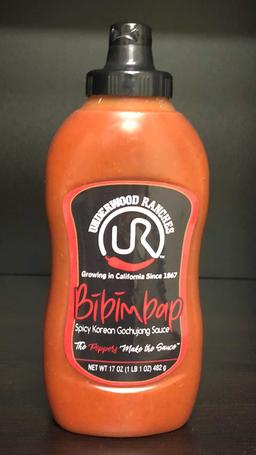 UNDERWOOD RANCHES
UR
Growing in California Since 1867
Bibimbap
Spicy Korean Gochujang Sauce
"The Peppers Make the Sauce"
NET WT 17 OZ (1 LB 1 OZ) 482 g